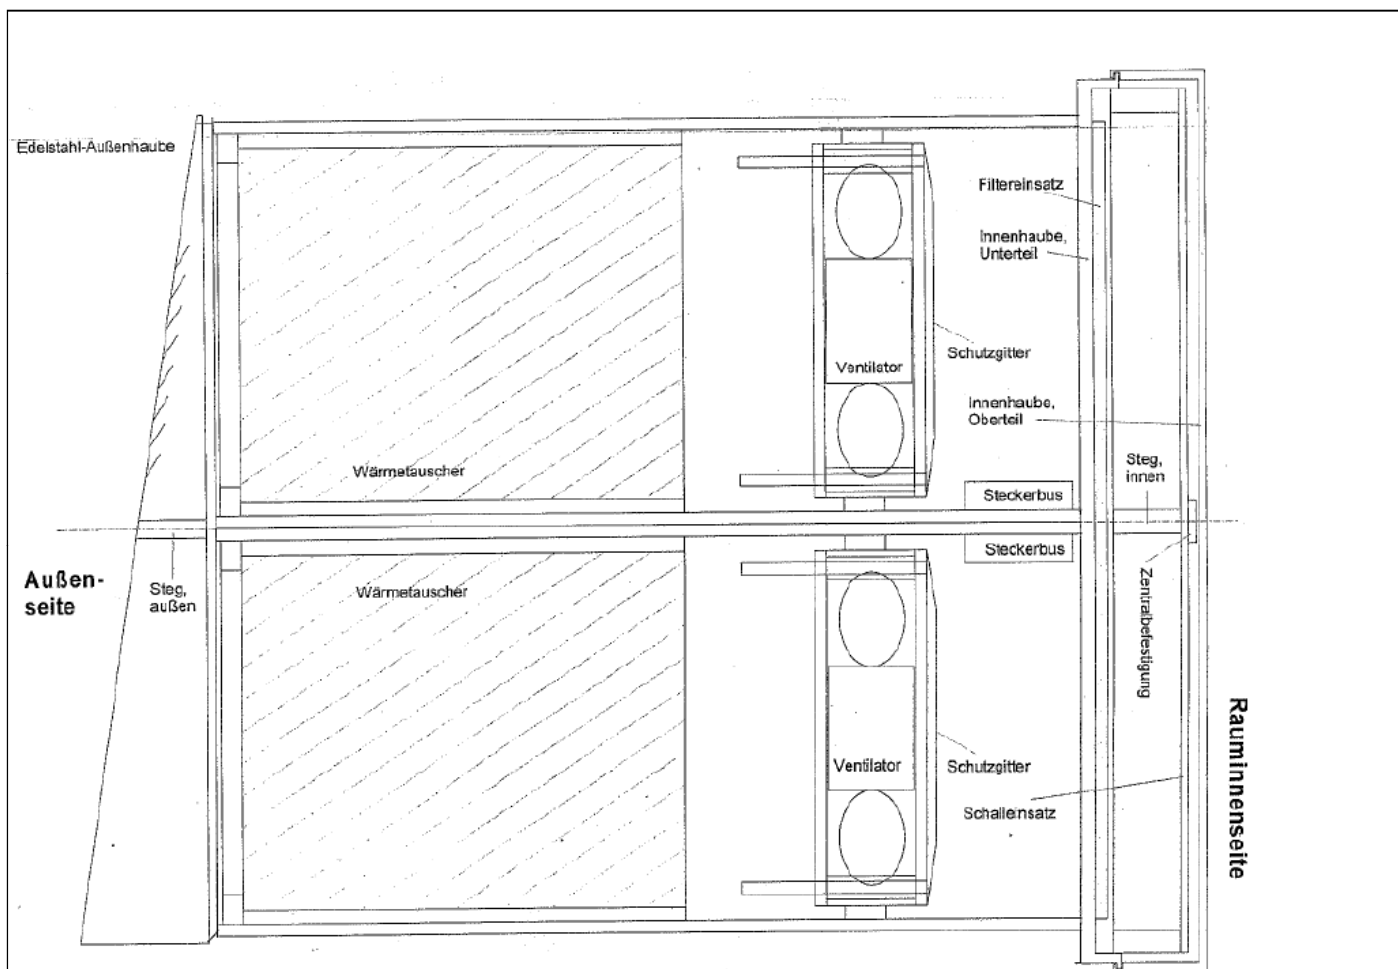 Edelstahl-Außenhaube
Filtereinsatz
Innenhaube,
Unterteil
Schutzgitter
Ventilator
Innenhaube,
Oberteil
Wärmetauscher
Steg,
innen
Steckerbus
Steckerbus
Außen-
seite
Steg,
außen
Wärmetauscher
Zentralbefestigung
Rauminnenseite
Ventilator
Schutzgitter
Schalleinsatz